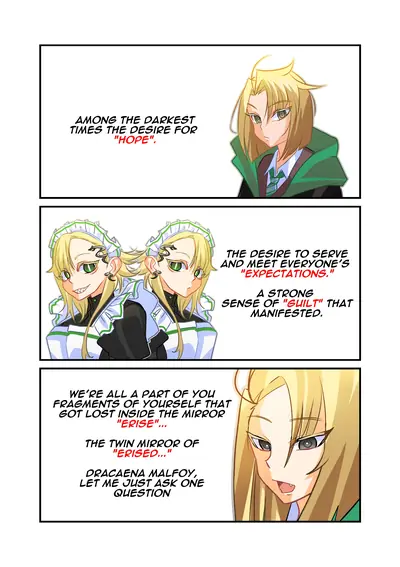 AMONG THE DARKEST
TIMES THE DESIRE FOR
"HOPE".
THE DESIRE TO SERVE
AND MEET EVERYONE'S
"EXPECTATIONS."
A STRONG
SENSE OF "GUILT" THAT
MANIFESTED.
WE'RE ALL A PART OF YOU
FRAGMENTS OF YOURSELF THAT
GOT LOST INSIDE THE MIRROR
"ERISE"...
THE TWIN MIRROR OF
"ERISED..."
DRACAENA MALFOY,
LET ME JUST ASK ONE
QUESTION